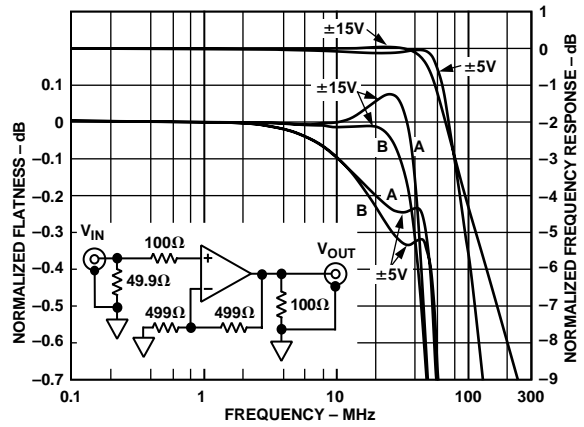 NORMALIZED FLATNESS – dB
0.1
0
–0.1
–0.2
–0.3
–0.4
–0.5
–0.6
–0.7
±15V
±5V
±15V
B
A
A
B
±5V
VIN
100Ω
49.9Ω
499Ω
499Ω
+
–
VOUT
100Ω
1
0
–1
–2
–3
–4
–5
–6
–7
–8
–9
NORMALIZED FREQUENCY RESPONSE – dB
0.1
1
10
100
300
FREQUENCY – MHz